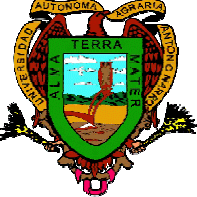 UNIVERSIDAD AUTONOMA AGRARIA ANTONIO NARRO
ALMA TERRA MATER